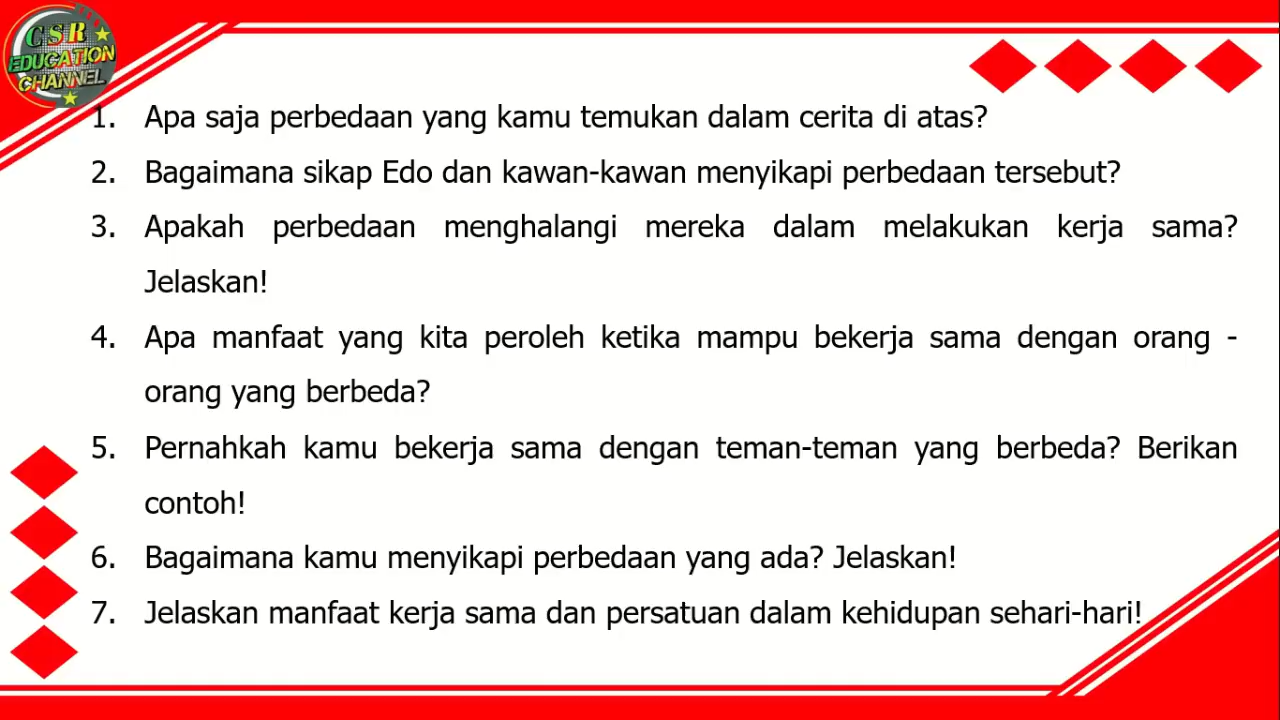 CSR
EDUCATION
CHANNEL
1. Apa saja perbedaan yang kamu temukan dalam cerita di atas?
2. Bagaimana sikap Edo dan kawan-kawan menyikapi perbedaan tersebut?
3. Apakah perbedaan menghalangi mereka dalam melakukan kerja sama?
Jelaskan!
4. Apa manfaat yang kita peroleh ketika mampu bekerja sama dengan orang -
orang yang berbeda?
5. Pernahkah kamu bekerja sama dengan teman-teman yang berbeda? Berikan
contoh!
6. Bagaimana kamu menyikapi perbedaan yang ada? Jelaskan!
7. Jelaskan manfaat kerja sama dan persatuan dalam kehidupan sehari-hari!